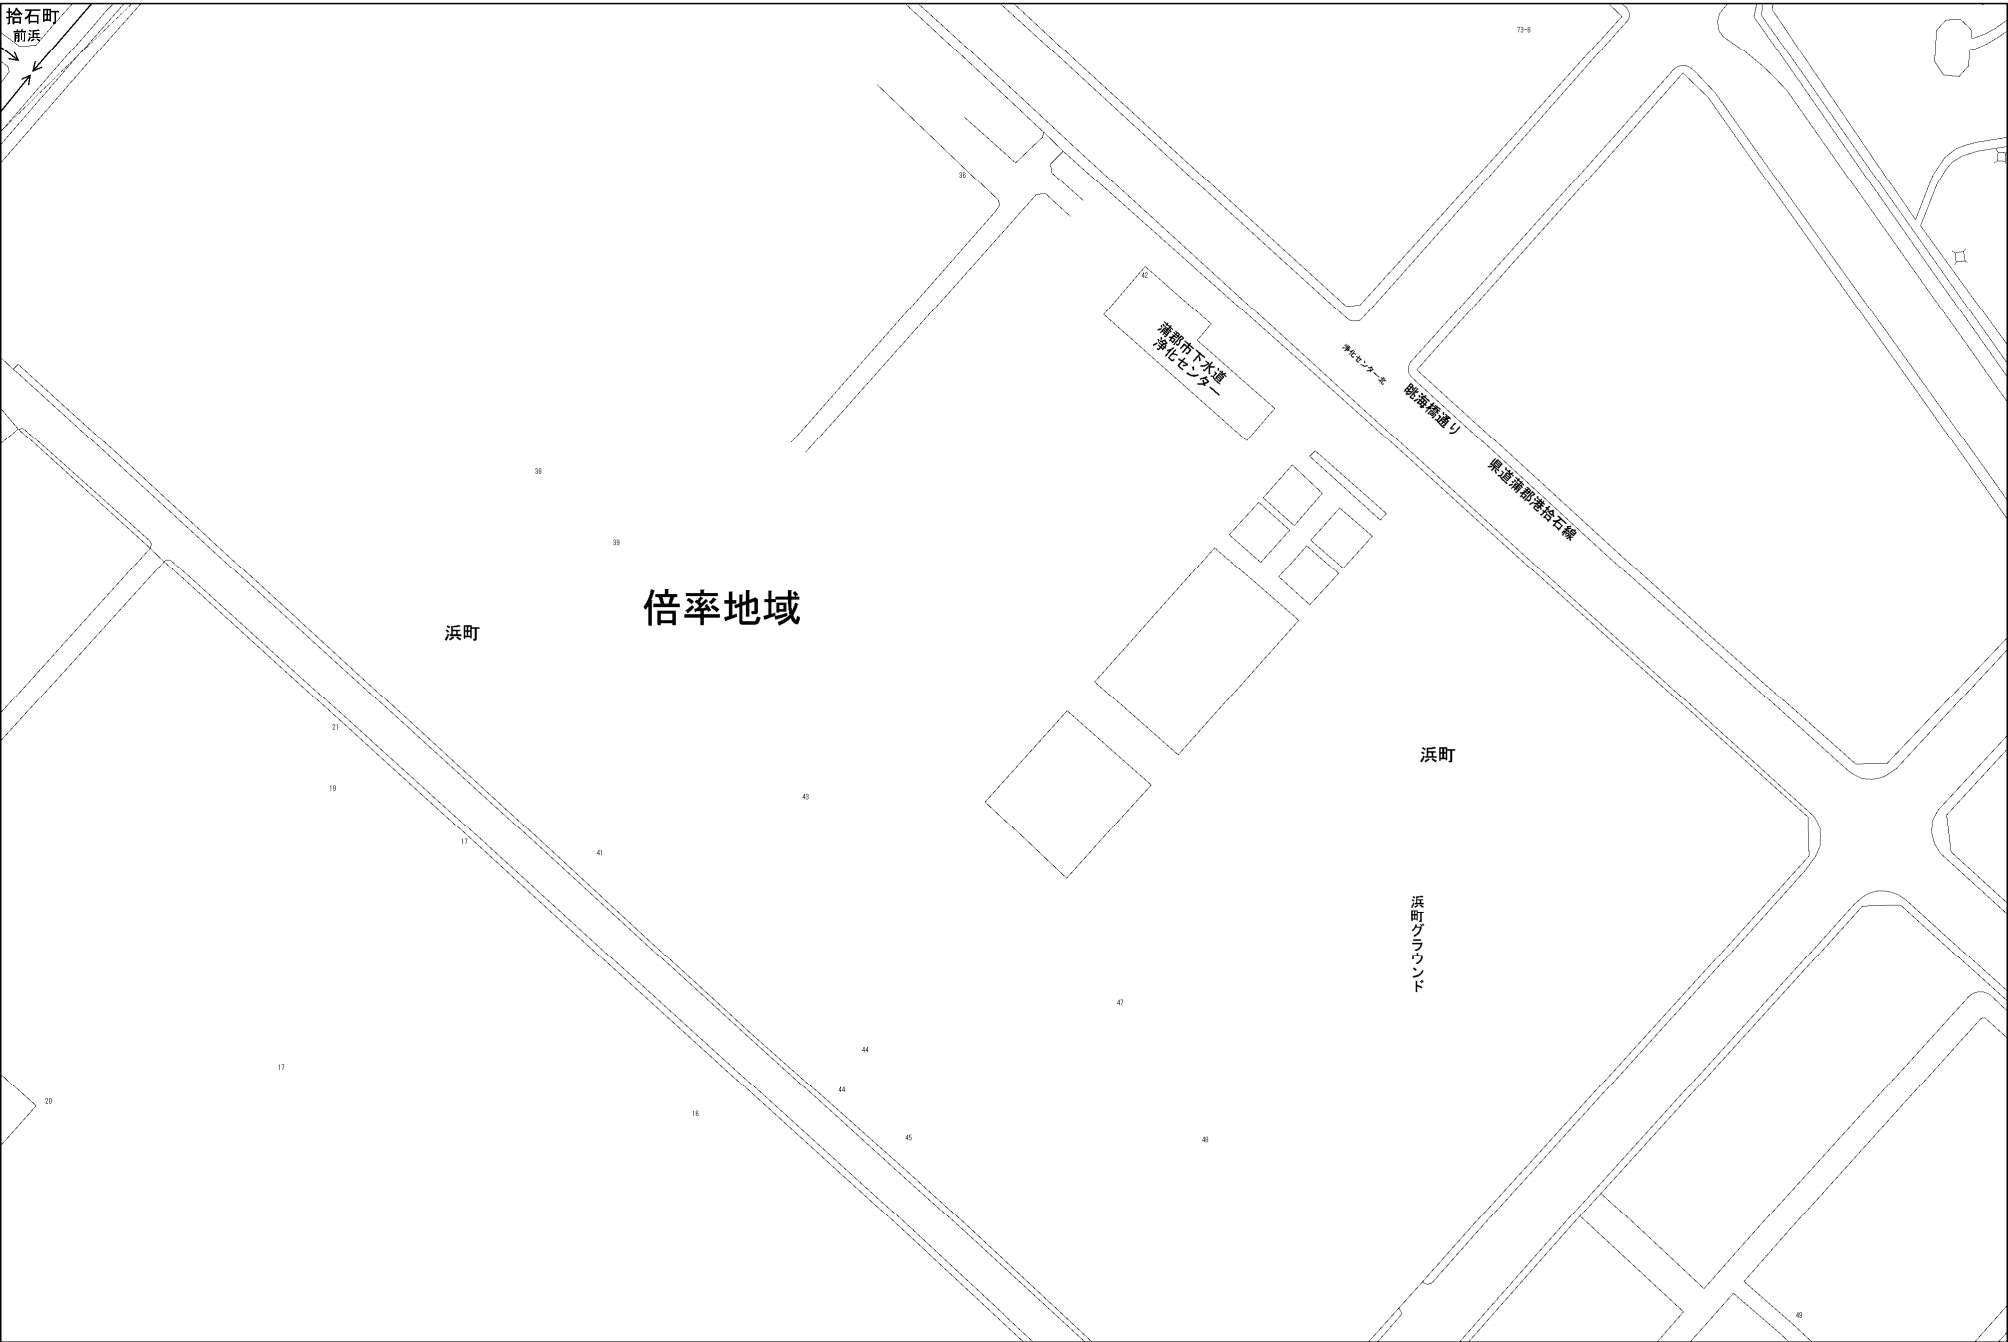 拾石町
前浜
73-6
36
42
蒲郡市下水道
浄化センター
浄化センター北
眺海橋通り
県道蒲郡港拾石線
38
39
倍率地域
浜町
21
浜町
19
43
17
41
浜町グラウンド
47
44
17
44
20
16
45
48
49